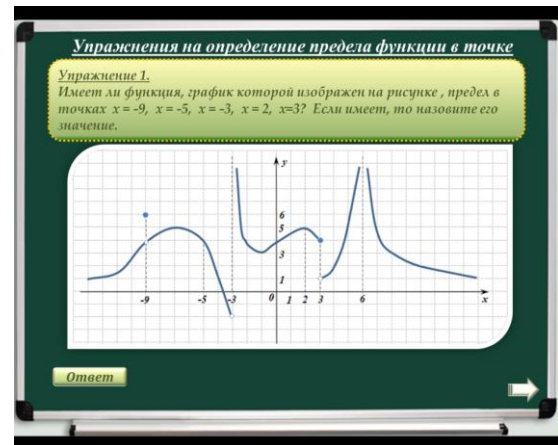 Упражнения на определение предела функции в точке
Упражнение 1.
Имеет ли функция, график которой изображен на рисунке , предел в
точках x = -9, x = -5, x = -3, x = 2, x=3? Если имеет, то назовите его
значение.
y
6
5
3
1
-9 -5 -3 0 1 2 3 6 x
Ответ